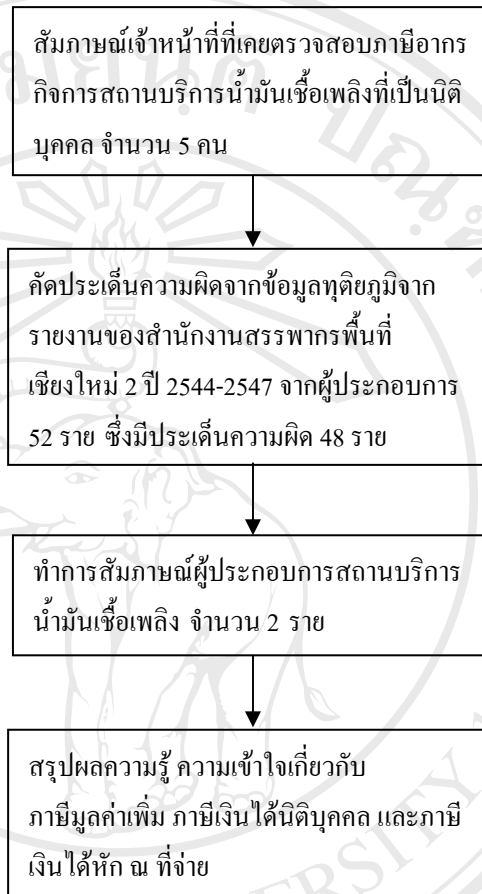 สัมภาษณ์เจ้าหน้าที่ที่เคยตรวจสอบภาษีอากร
กิจการสถานบริการน้ำมันเชื้อเพลิงที่เป็นนิติ
บุคคล จำนวน 5 คน
คัดประเด็นความผิดจากข้อมูลทุติยภูมิจาก
รายงานของสำนักงานสรรพากรพื้นที่
เชียงใหม่ 2 ปี 2544-2547 จากผู้ประกอบการ
52 ราย ซึ่งมีประเด็นความผิด 48 ราย
ทำการสัมภาษณ์ผู้ประกอบการสถานบริการ
น้ำมันเชื้อเพลิง จำนวน 2 ราย
สรุปผลความรู้ ความเข้าใจเกี่ยวกับ
ภาษีมูลค่าเพิ่ม ภาษีเงินได้นิติบุคคล และภาษี
เงินได้หัก ณ ที่จ่าย